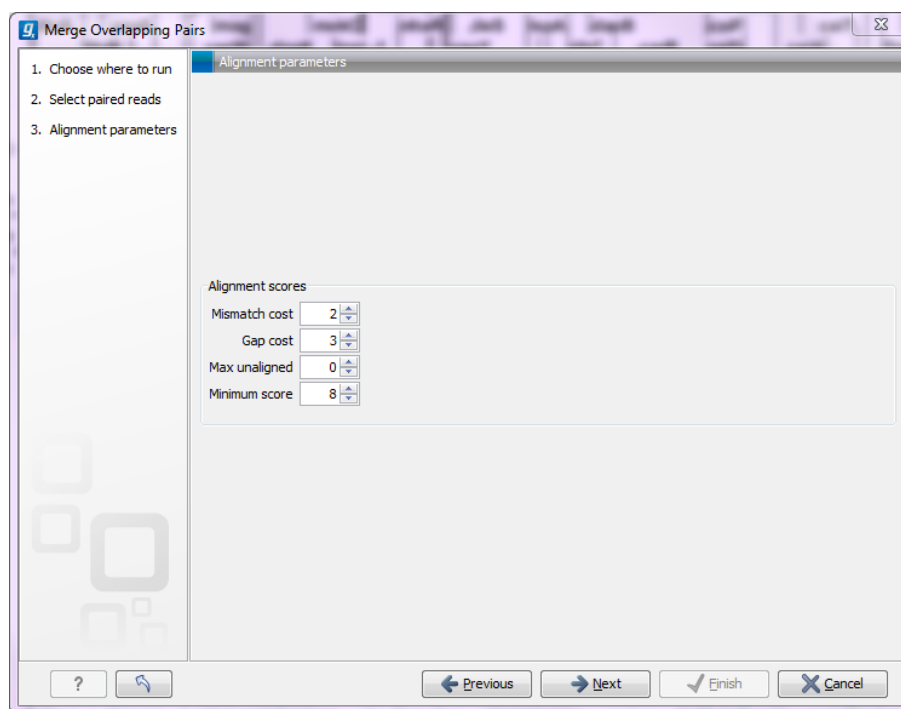 Merge Overlapping Pairs
1. Choose where to run
2. Select paired reads
3. Alignment parameters
Alignment parameters
Alignment scores
Mismatch cost 2
Gap cost 3
Max unaligned 0
Minimum score 8
?
Previous
Next
Finish
Cancel